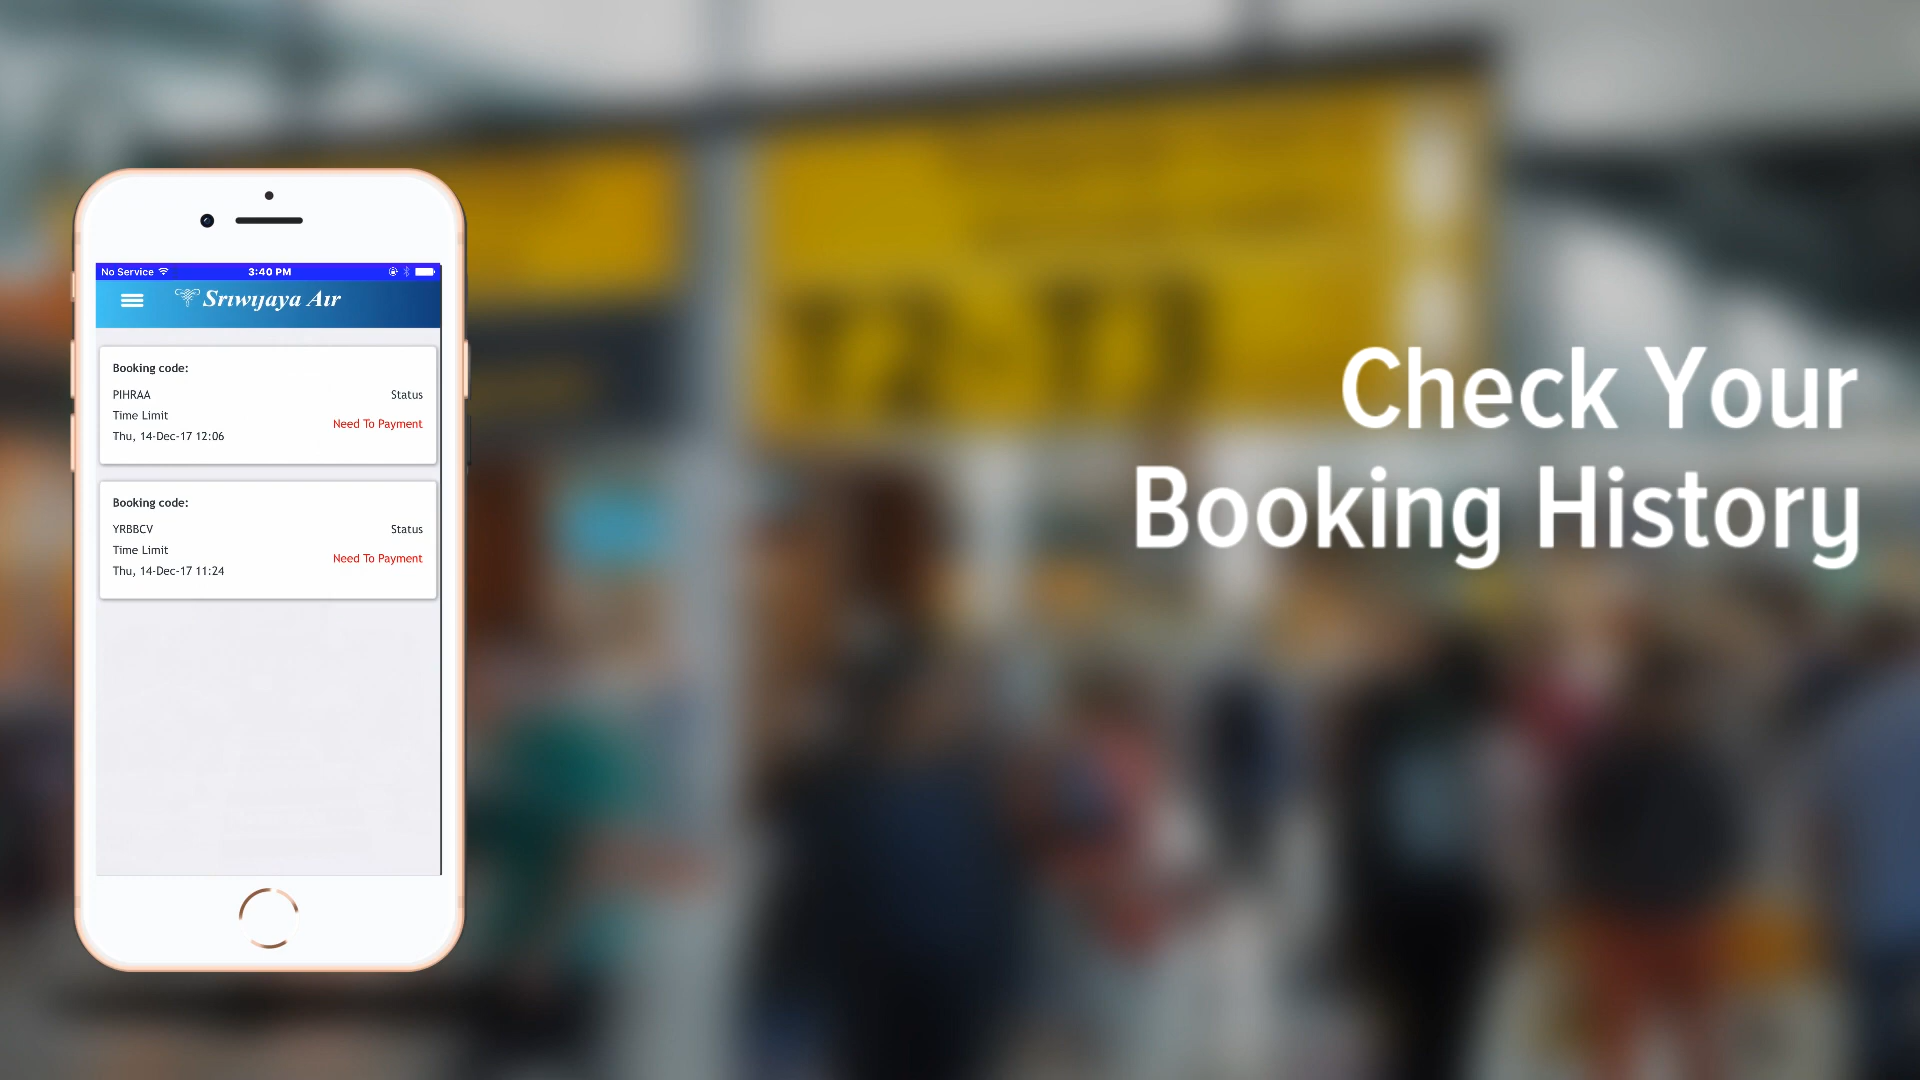 No Service
3:40 PM
Sriwijaya Air
Booking code:
PIHRAA
Status
Time Limit
Need To Payment
Thu, 14-Dec-17 12:06
Booking code:
YRBBCV
Status
Time Limit
Need To Payment
Thu, 14-Dec-17 11:24
Check Your
Booking History